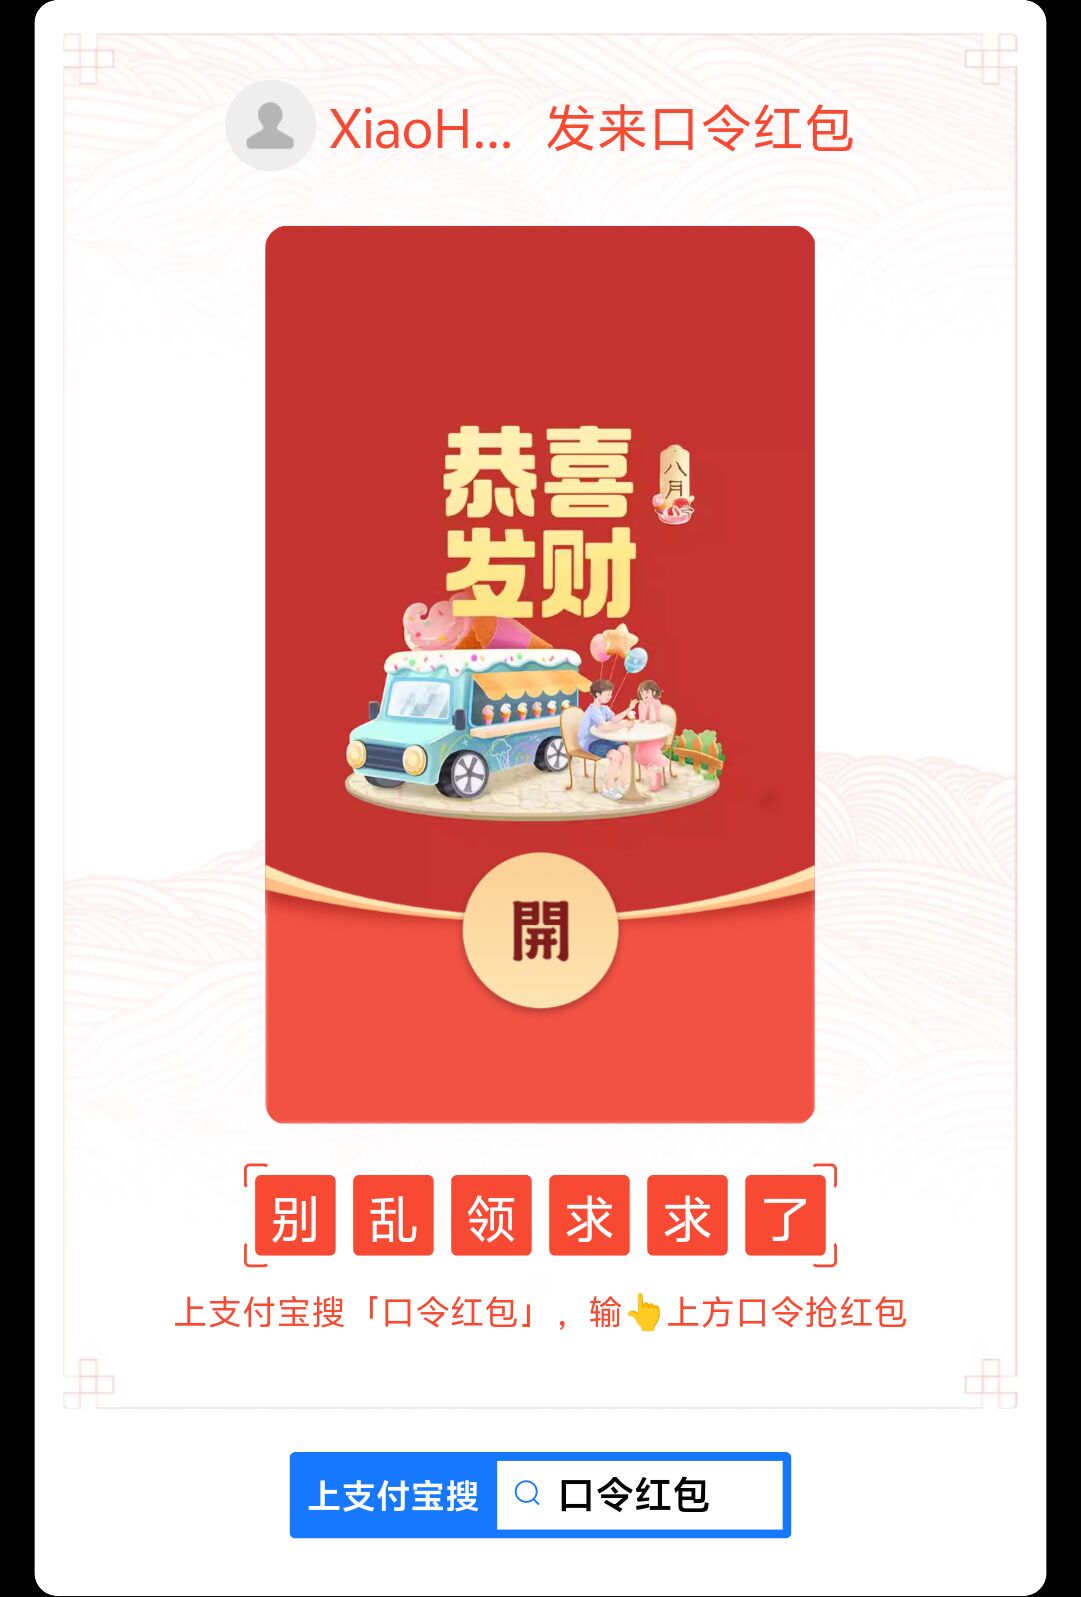 XiaoH... 发来口令红包
恭喜
发财
八月
開
别乱领求求了
上支付宝搜「口令红包」，输👆上方口令抢红包
上支付宝搜 口令红包